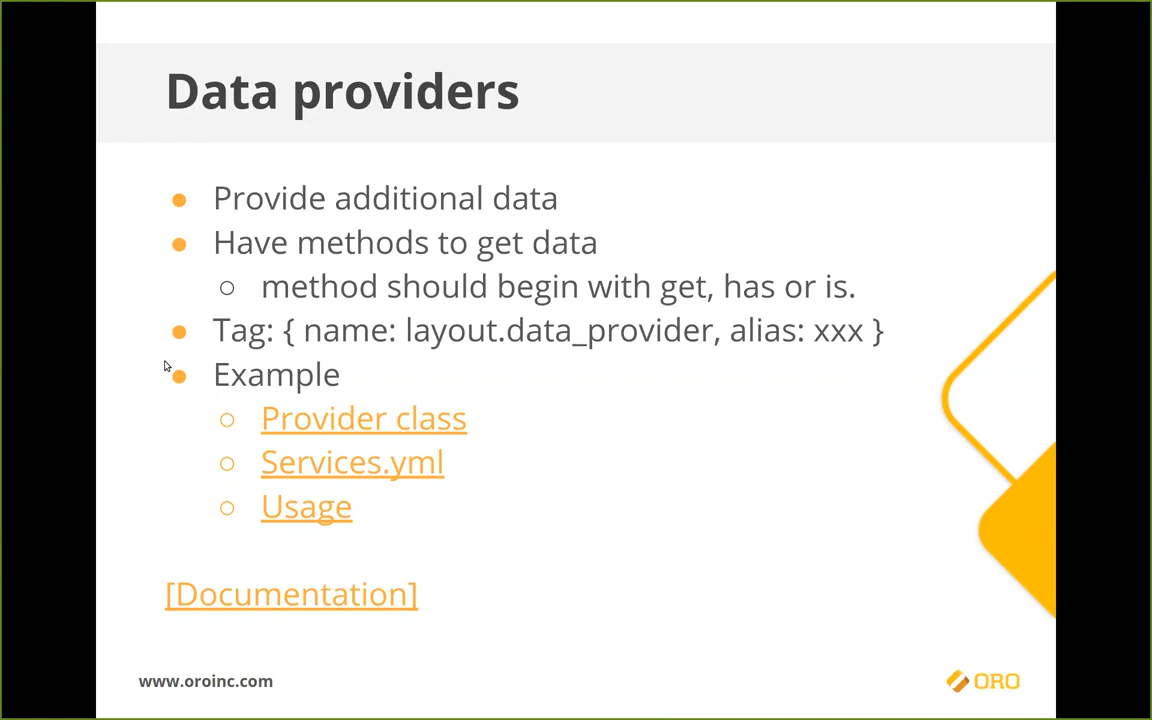 Data providers
● Provide additional data
● Have methods to get data
○ method should begin with get, has or is.
● Tag: { name: layout.data_provider, alias: xxx }
● Example
○ Provider class
○ Services.yml
○ Usage
[Documentation]
www.oroinc.com
ORO